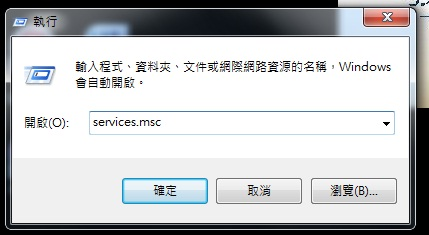 執行
輸入程式、資料夾、文件或網際網路資源的名稱，Windows
會自動開啟。
開啟(O): services.msc
確定 取消 瀏覽(B)...